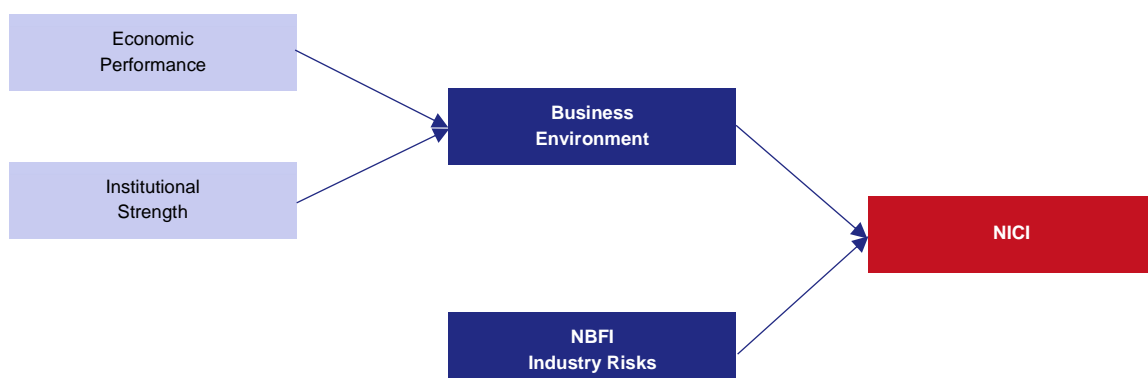 Economic
Performance
Business
Environment
Institutional
Strength
NICI
NBFI
Industry Risks